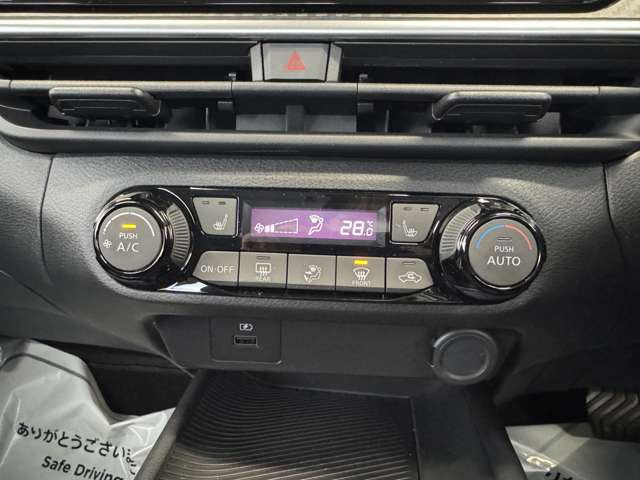 PUSH
A/C
28.0
°C
ON·OFF
REAR
FRONT
PUSH
AUTO
ありがとうござい
Safe Driving